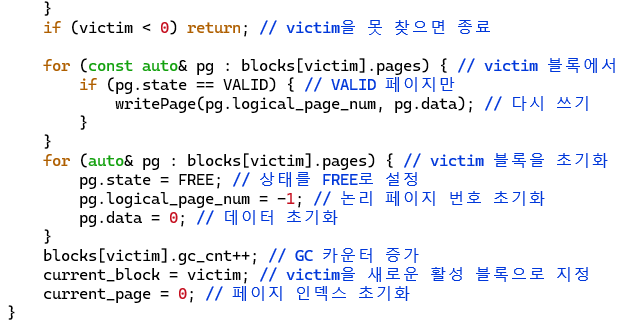 }
    if (victim < 0) return; // victim을 못 찾으면 종료

    for (const auto& pg : blocks[victim].pages) { // victim 블록에서
        if (pg.state == VALID) { // VALID 페이지만
            writePage(pg.logical_page_num, pg.data); // 다시 쓰기
        }
    }
    for (auto& pg : blocks[victim].pages) { // victim 블록을 초기화
        pg.state = FREE; // 상태를 FREE로 설정
        pg.logical_page_num = -1; // 논리 페이지 번호 초기화
        pg.data = 0; // 데이터 초기화
    }
    blocks[victim].gc_cnt++; // GC 카운터 증가
    current_block = victim; // victim을 새로운 활성 블록으로 지정
    current_page = 0; // 페이지 인덱스 초기화
}